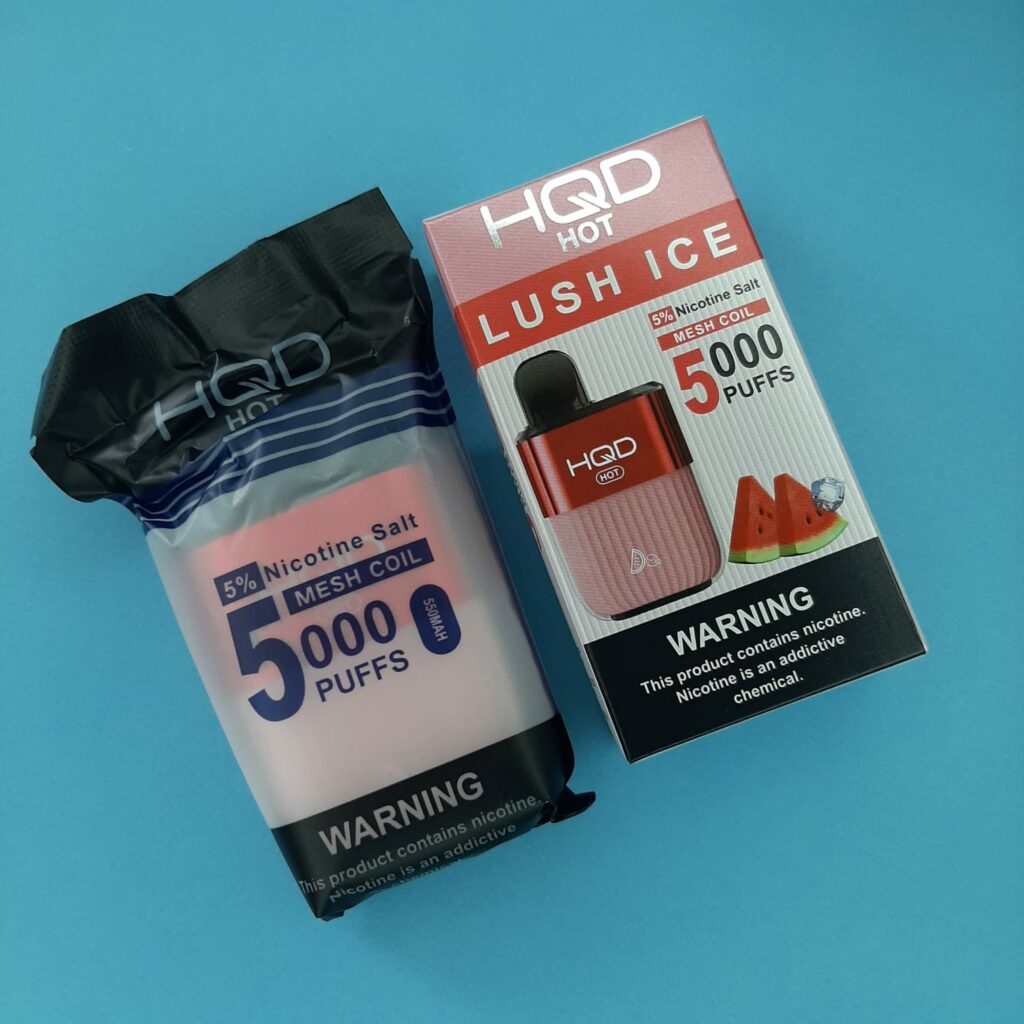 HQD
HOT
5% Nicotine Salt
MESH COIL
5000
PUFFS
550MAH
WARNING
This product contains nicotine.
Nicotine is an addictive
chemical.
HQD
HOT
LUSH ICE
5% Nicotine Salt
MESH COIL
5000
PUFFS
HQD
HOT
WARNING
This product contains nicotine.
Nicotine is an addictive
chemical.